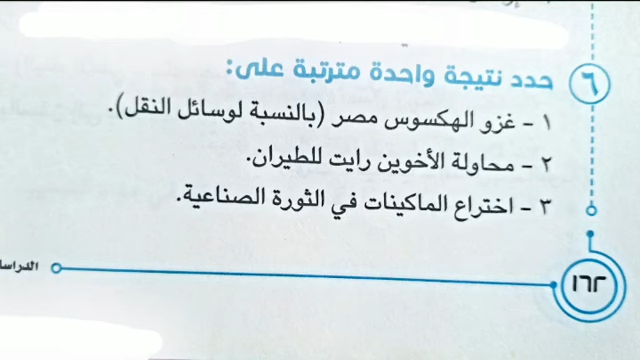 ٦ حدد نتيجة واحدة مترتبة على:
١ - غزو الهكسوس مصر (بالنسبة لوسائل النقل).
٢ - محاولة الأخوين رايت للطيران.
٣ - اختراع الماكينات في الثورة الصناعية.
١٦٢